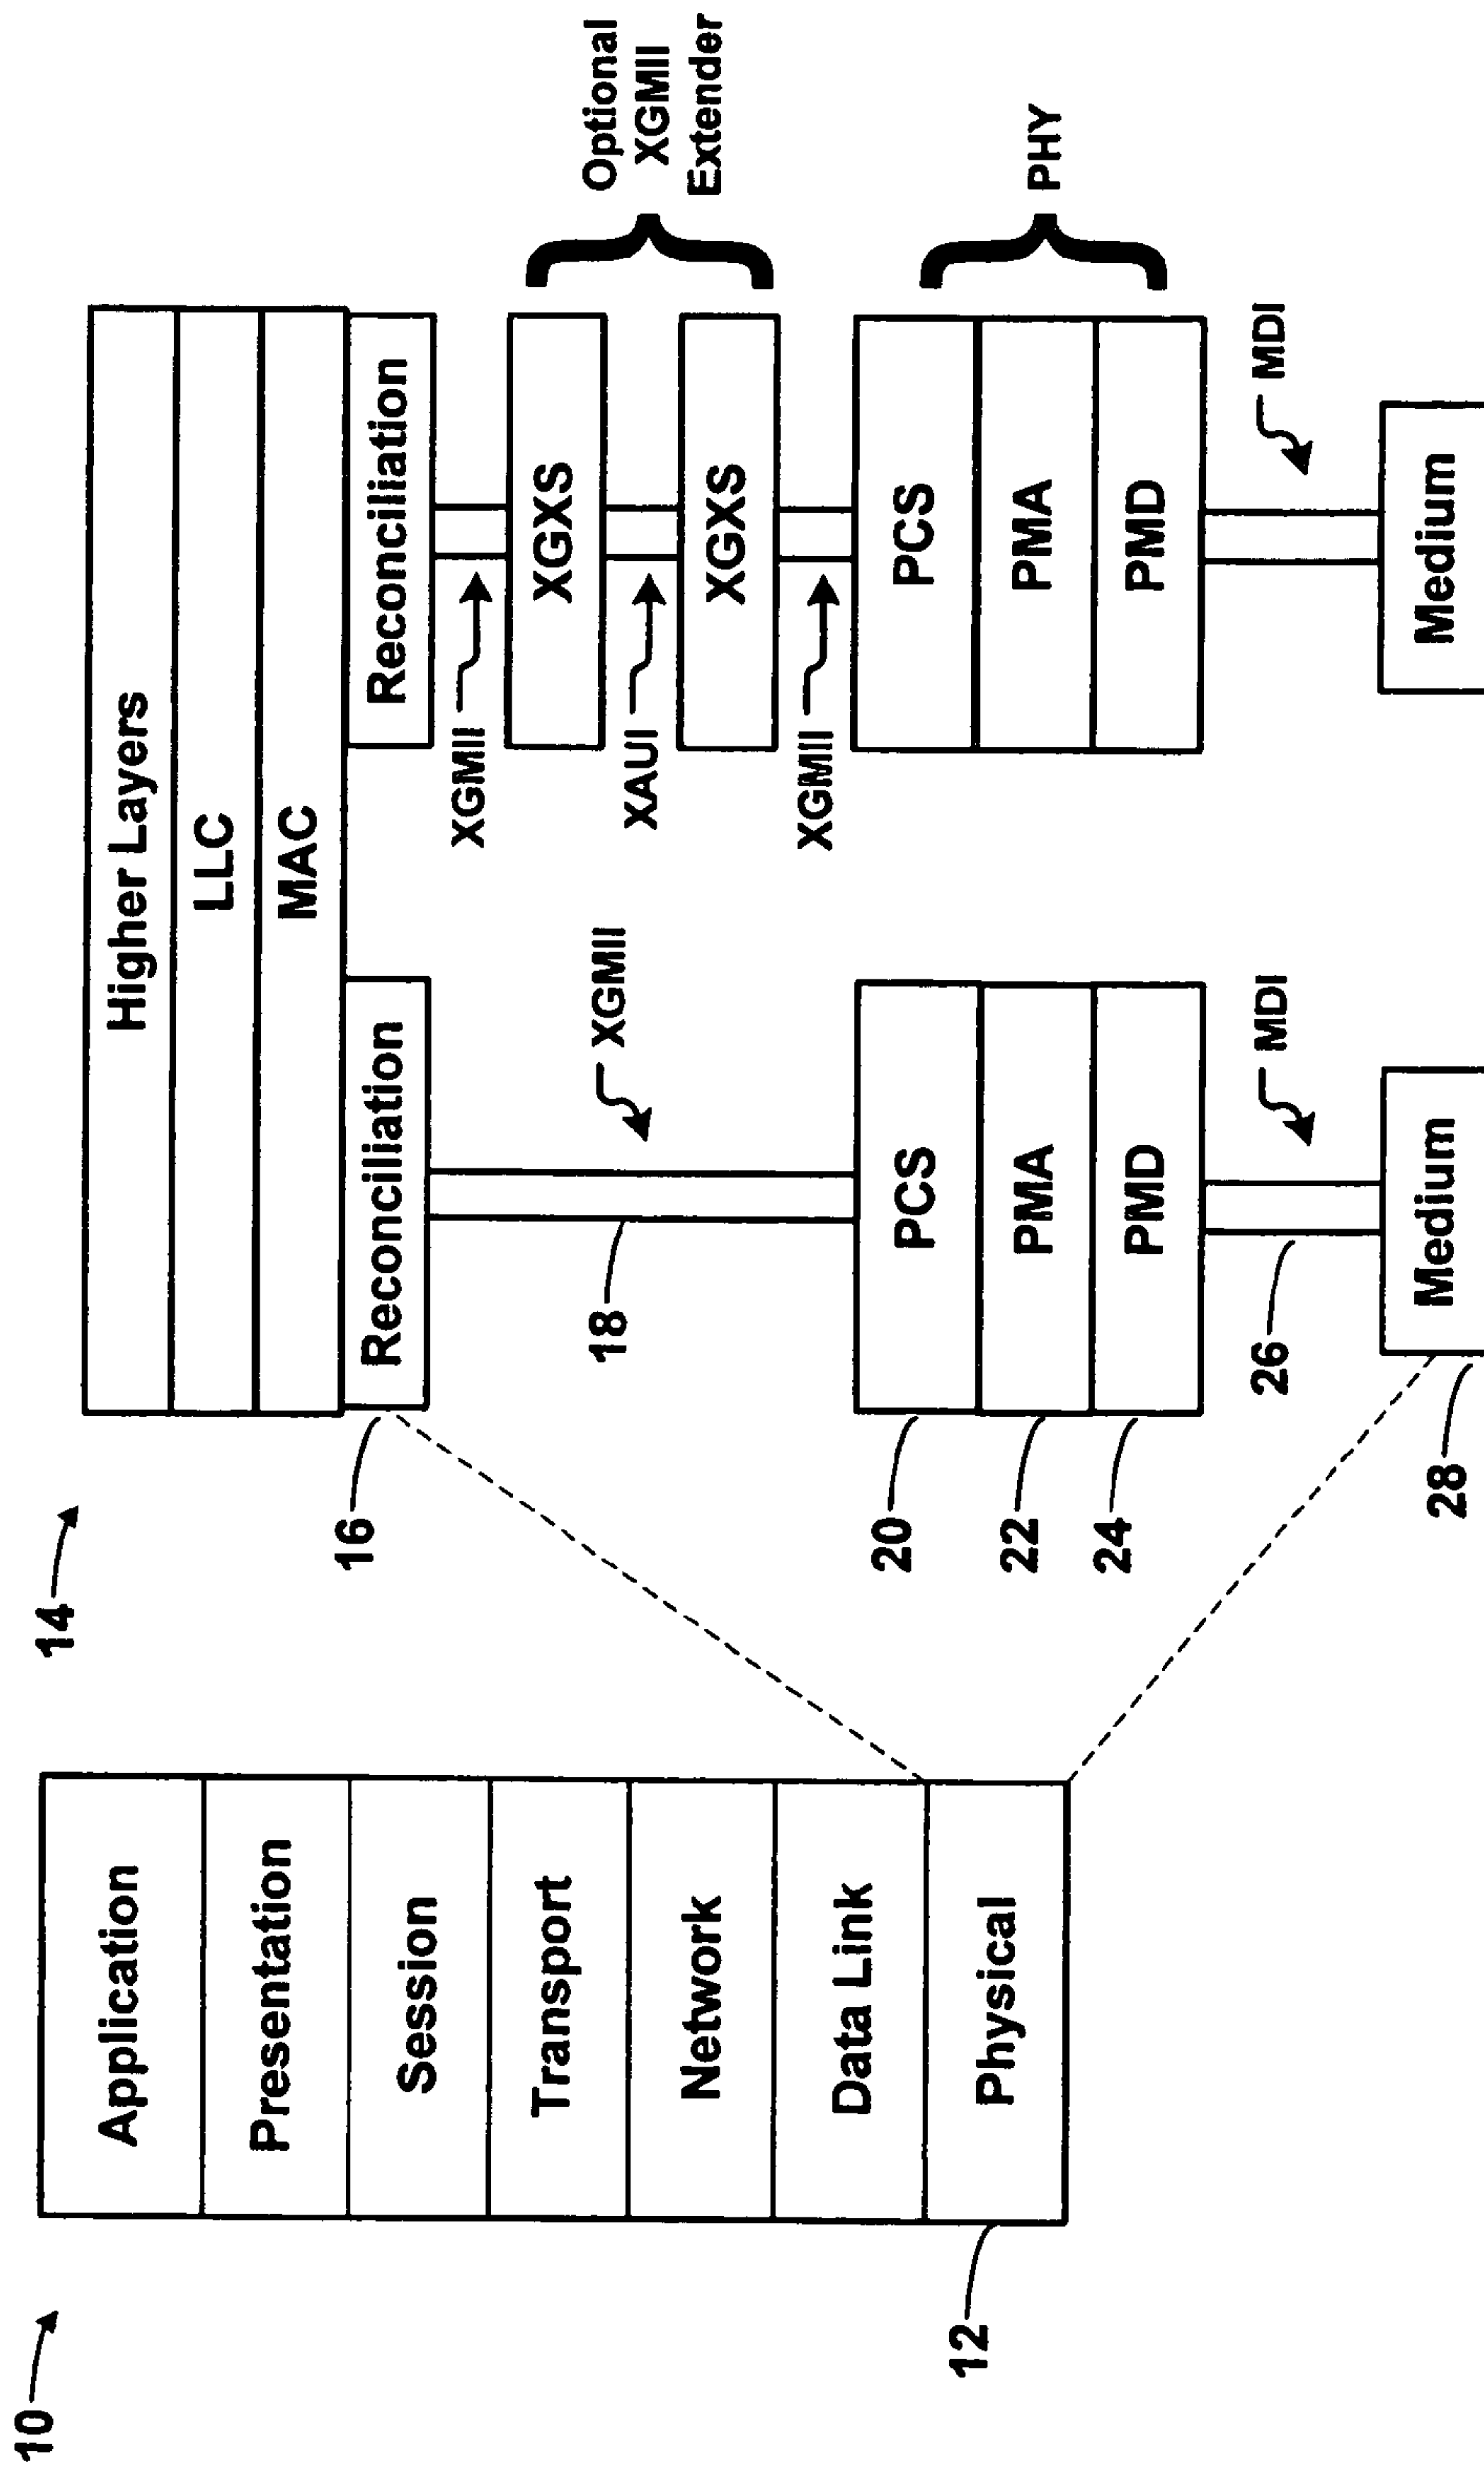 10
Application
Presentation
Session
Transport
Network
Data Link
Physical
12
14
Higher Layers
LLC
MAC
Reconciliation
16
XGMII
18
PCS
PMA
PMD
20
22
24
MDI
26
Medium
28
Reconciliation
XGMII
XGXS
XAUI
XGXS
XGMII
Optional
XGMII
Extender
PCS
PMA
PMD
PHY
MDI
Medium